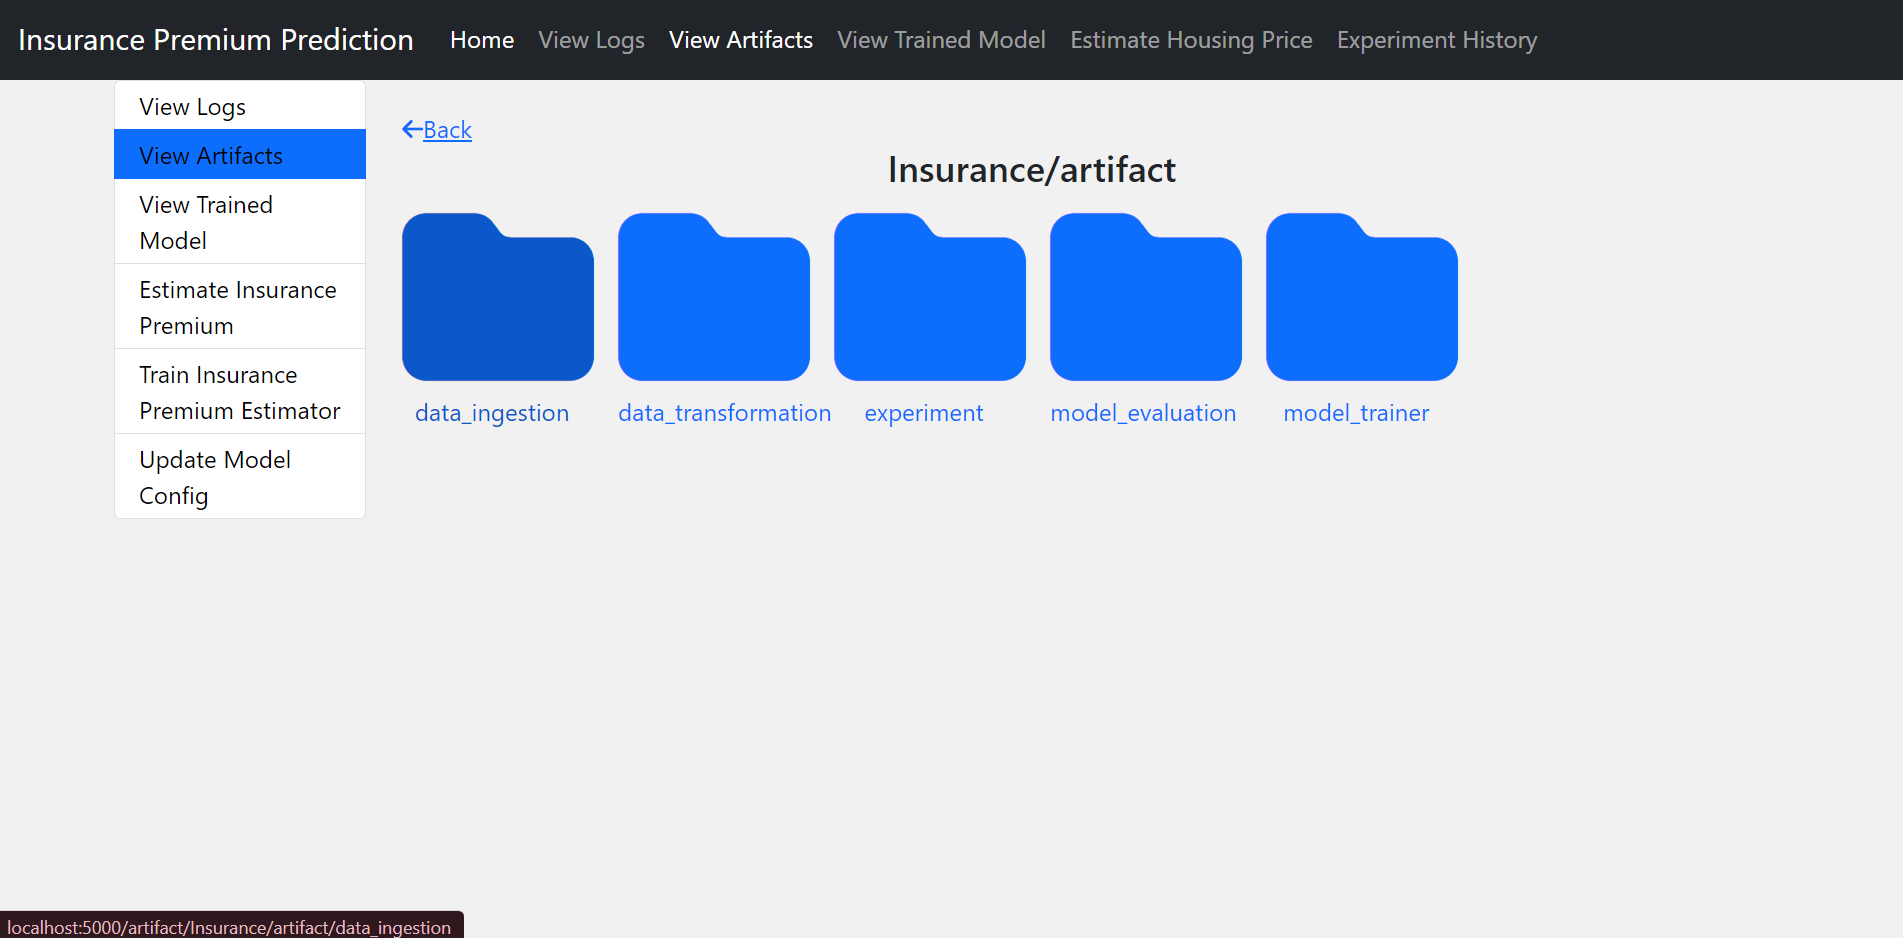 Insurance Premium Prediction Home View Logs View Artifacts View Trained Model Estimate Housing Price Experiment History
View Logs
View Artifacts
View Trained
Model
Estimate Insurance
Premium
Train Insurance
Premium Estimator
Update Model
Config
Back
Insurance/artifact
data_ingestion data_transformation experiment model_evaluation model_trainer
localhost:5000/artifact/Insurance/artifact/data_ingestion